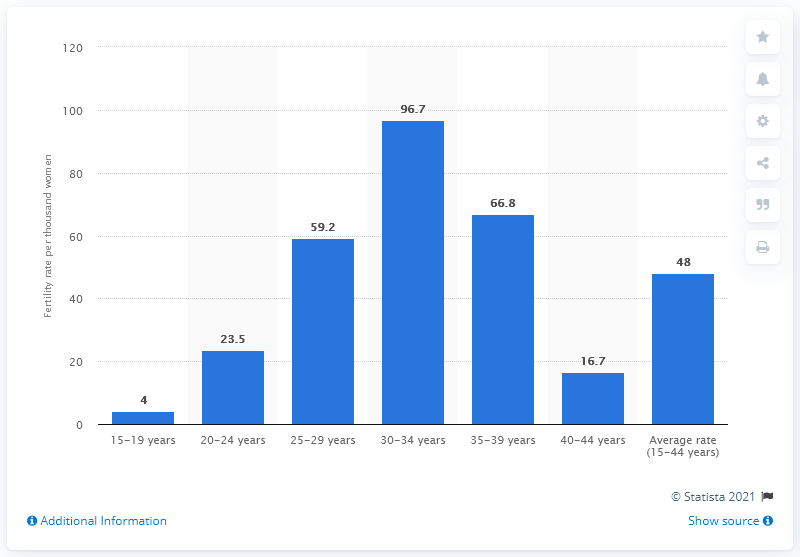 120
100
80
60
40
20
0
Fertility rate per thousand women
4
23.5
59.2
96.7
66.8
16.7
48
15–19 years
20–24 years
25–29 years
30–34 years
35–39 years
40–44 years
Average rate
(15–44 years)
© Statista 2021
Additional Information
Show source